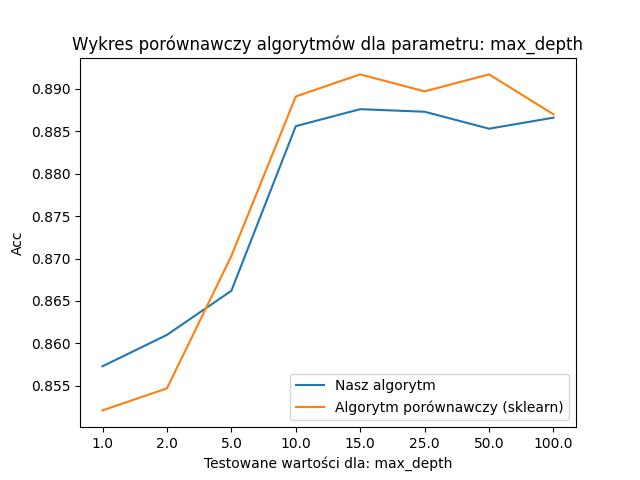 Wykres porównawczy algorytmów dla parametru: max_depth
0.890
0.885
0.880
0.875
0.870
0.865
0.860
0.855
Acc
Nasz algorytm
Algorytm porównawczy (sklearn)
1.0 2.0 5.0 10.0 15.0 25.0 50.0 100.0
Testowane wartości dla: max_depth